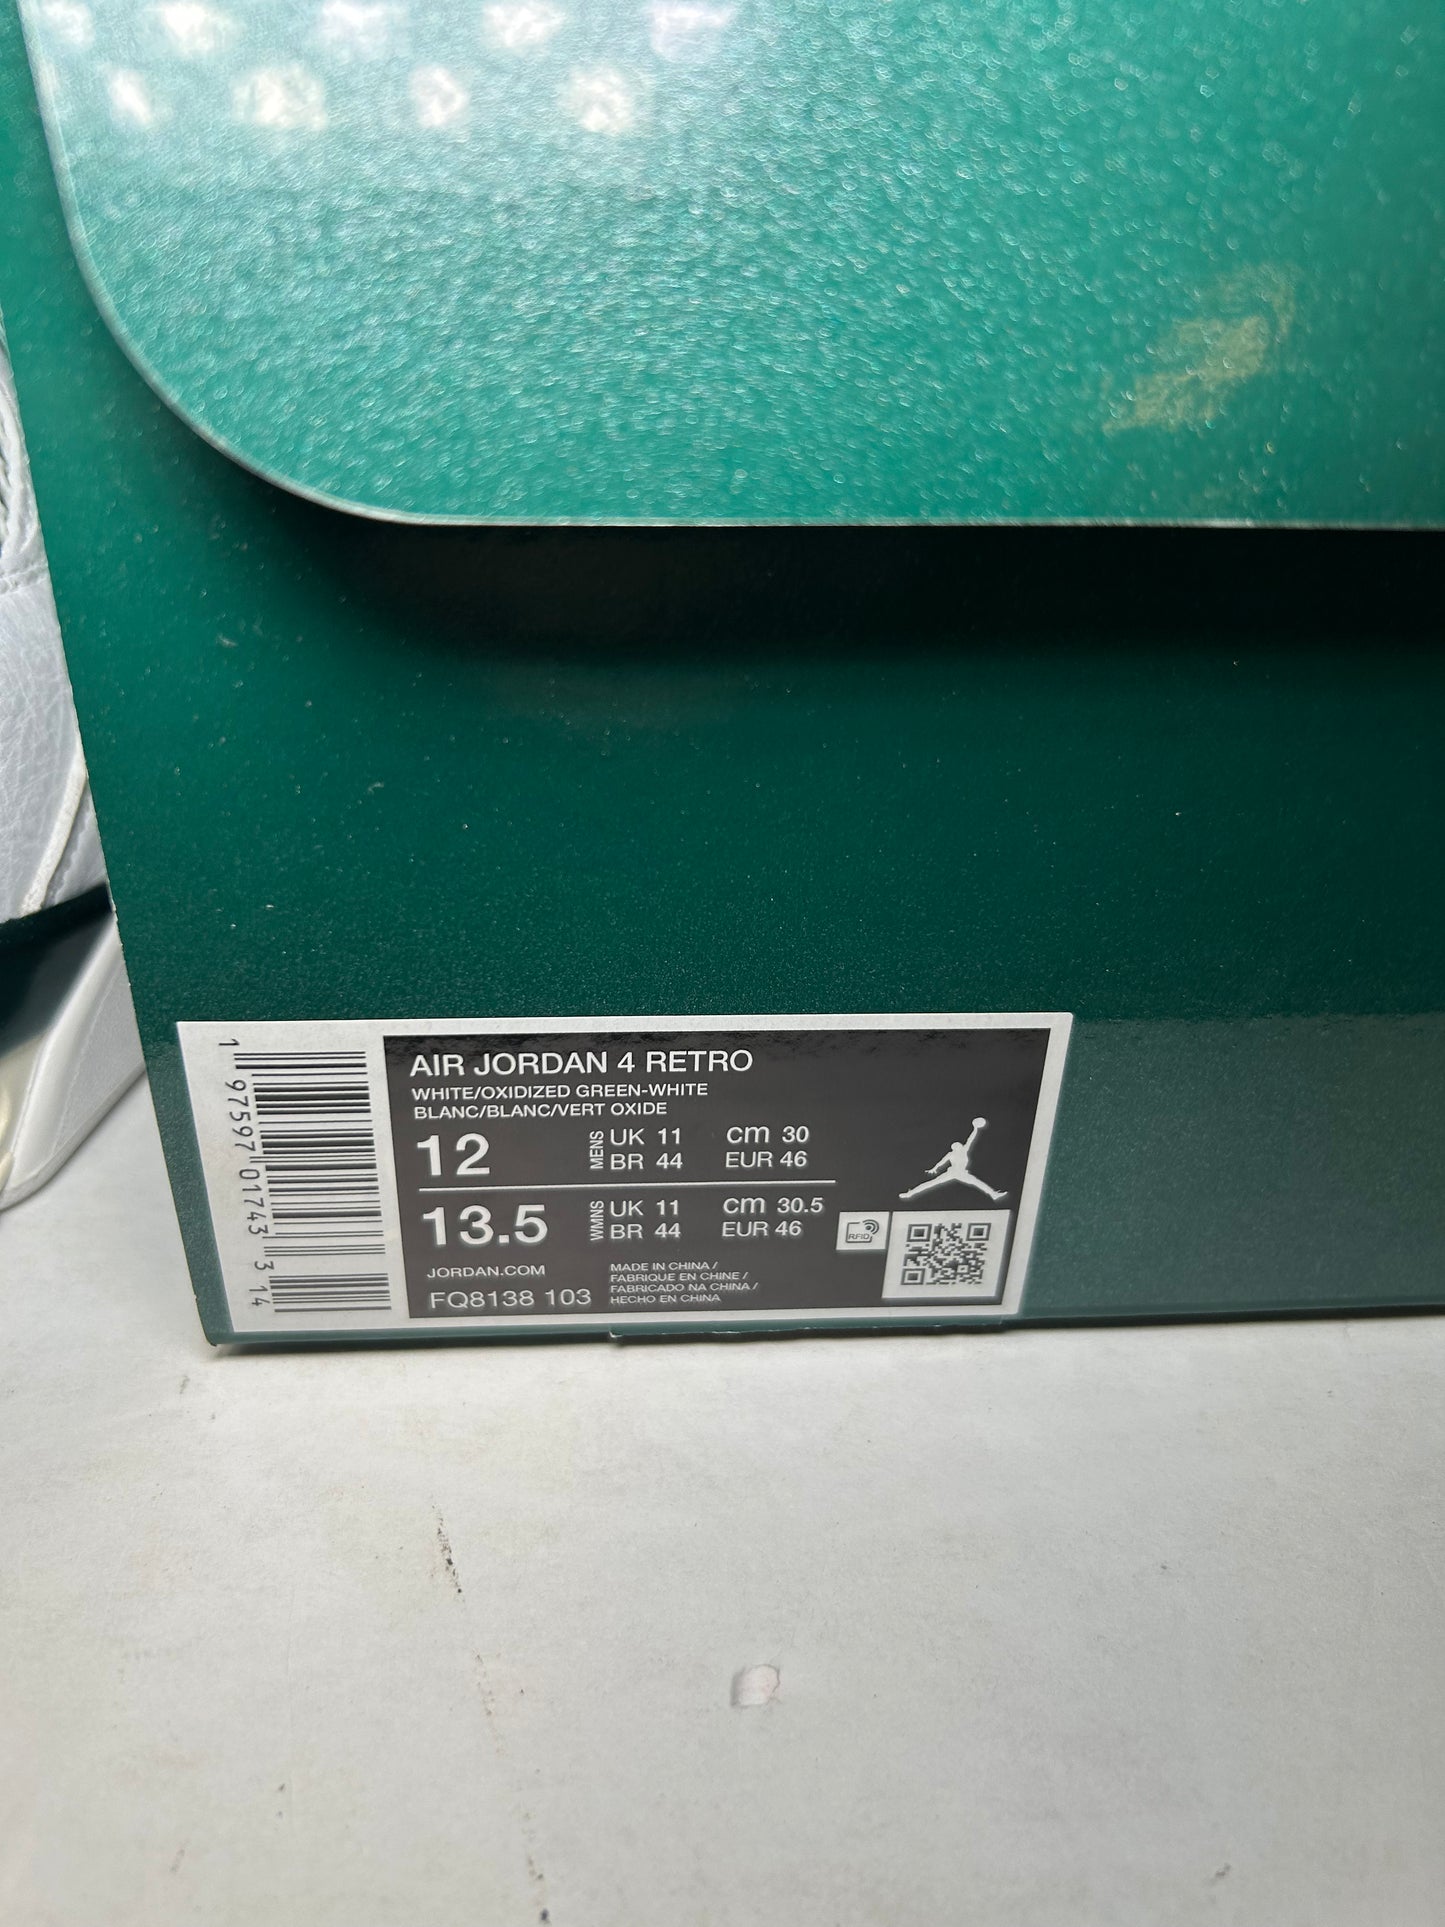 AIR JORDAN 4 RETRO
WHITE/OXIDIZED GREEN-WHITE
BLANC/BLANC/VERT OXIDE
12 MENS UK 11 cm 30
BR 44 EUR 46
13.5 WMNS UK 11 cm 30.5
BR 44 EUR 46
RFID
JORDAN.COM
FQ8138 103
MADE IN CHINA /
FABRIQUE EN CHINE /
FABRICADO NA CHINA /
HECHO EN CHINA
1 97597 01743 3 14